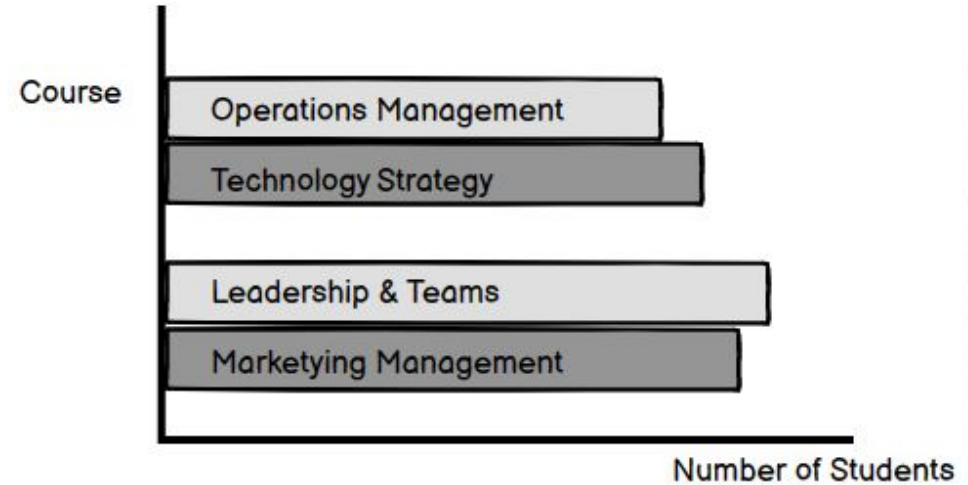 Course
Operations Management
Technology Strategy
Leadership & Teams
Marketying Management
Number of Students